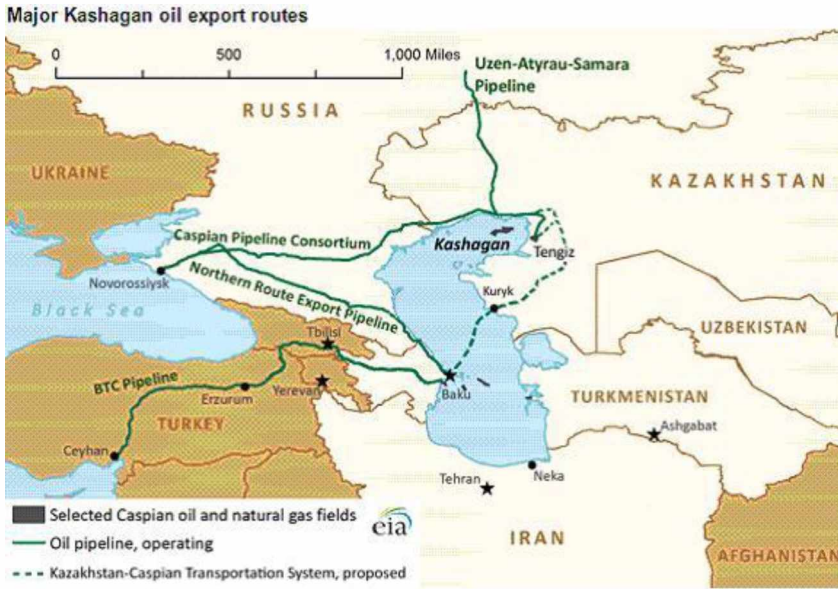 Major Kashagan oil export routes
0 500 1,000 Miles
Uzen-Atyrau-Samara
Pipeline
RUSSIA
UKRAINE
KAZAKHSTAN
Caspian Pipeline Consortium
Kashagan
Tengiz
Novorossiysk
Northern Route Export Pipeline
Kuryk
Black Sea
Tbilisi
UZBEKISTAN
BTC Pipeline
Erzurum
Yerevan
Baku
TURKMENISTAN
TURKEY
Ashgabat
Ceyhan
Tehran
Neka
Selected Caspian oil and natural gas fields
eia
Oil pipeline, operating
IRAN
Kazakhstan-Caspian Transportation System, proposed
AFGHANISTAN